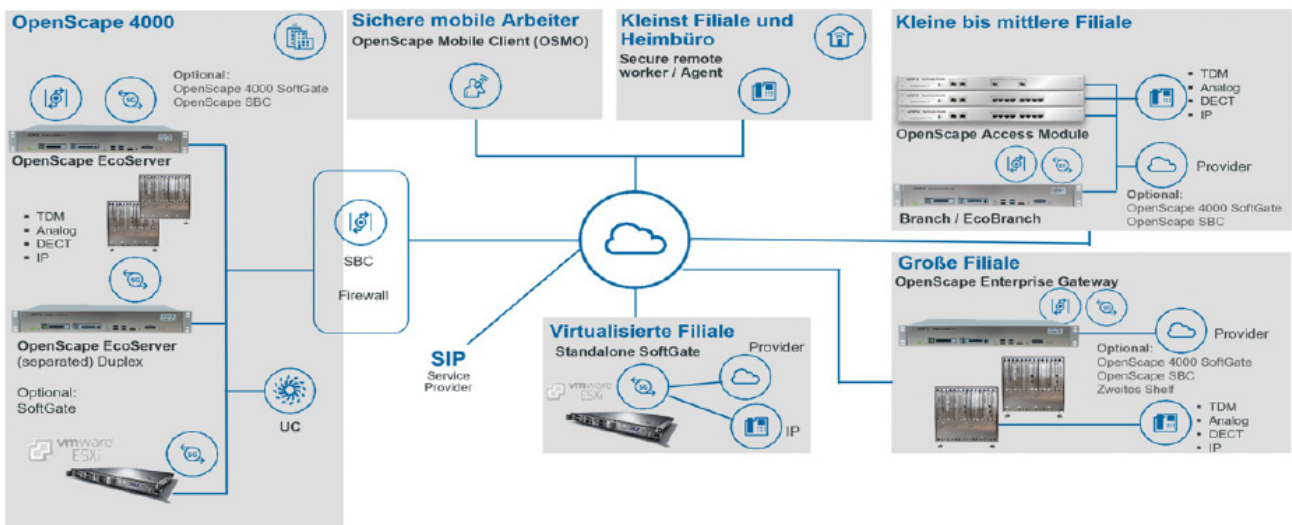 OpenScape 4000
Optional:
OpenScape 4000 SoftGate
OpenScape SBC
OpenScape EcoServer
TDM
Analog
DECT
IP
OpenScape EcoServer
(separated) Duplex
Optional:
SoftGate
vmware
ESXi
UC
SBC
Firewall
Sichere mobile Arbeiter
OpenScape Mobile Client (OSMO)
Kleinst Filiale und
Heimbüro
Secure remote
worker / Agent
SIP
Service
Provider
Virtualisierte Filiale
Standalone SoftGate
Provider
vmware
ESXi
SG
IP
Kleine bis mittlere Filiale
TDM
Analog
DECT
IP
OpenScape Access Module
Provider
Optional:
OpenScape 4000 SoftGate
OpenScape SBC
Branch / EcoBranch
Große Filiale
OpenScape Enterprise Gateway
Provider
Optional:
OpenScape 4000 SoftGate
OpenScape SBC
Zweites Shelf
TDM
Analog
DECT
IP